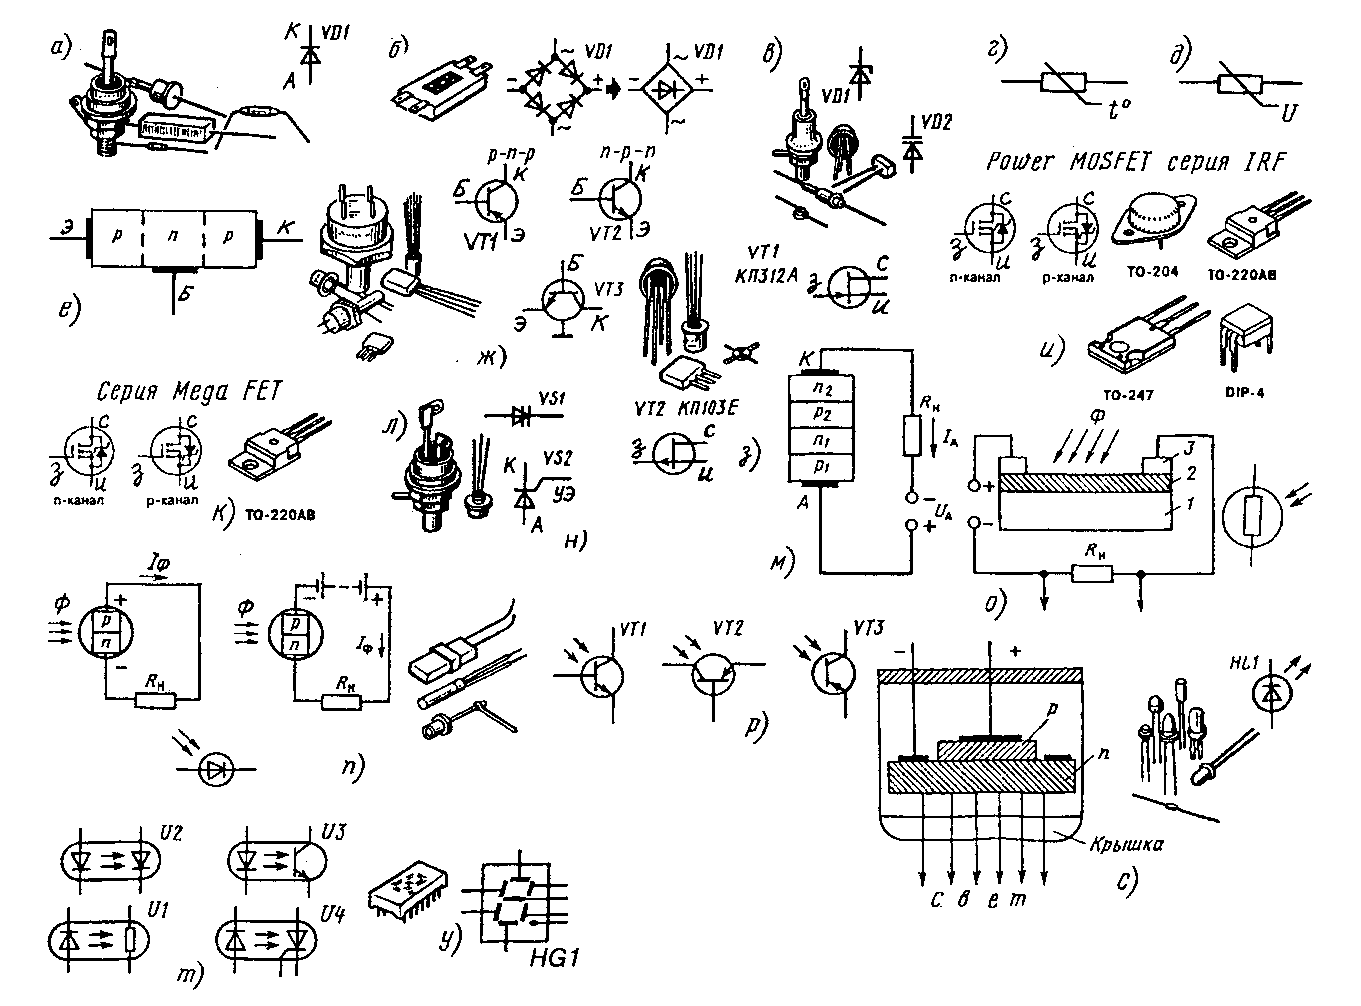 а)
К VD1
А
б)
~ VD1
- +
~
~ VD1
- +
~
в)
VD1
VD2
г)
t°
д)
U
р-п-р
К
Б
Э
VT1
п-р-п
К
Б
Э
VT2
Э р п р К
Б
е)
Б
VT3
Э К
ж)
VT1
КП312А
З С
И
VT2 КП103Е
З С
И
з)
Power MOSFET серия IRF
С
З
И
п-канал
С
З
И
р-канал
TO-204
TO-220AB
TO-247
DIP-4
и)
Серия Mega FET
С
З
И
п-канал
С
З
И
р-канал
к) TO-220AB
л)
VS1
К VS2
УЭ
А
н)
К
n2
p2
n1
p1
А
Rн
IА
-
UА
+
м)
Ф
3
2
1
+
-
Rн
о)
Iф
Ф
+
р
п
-
Rн
Ф
- +
р
п
Iф
Rн
п)
VT1
VT2
VT3
р)
- +
р
п
Крышка
с в е т
с)
HL1
U2
U3
U1
U4
т)
у)
HG1